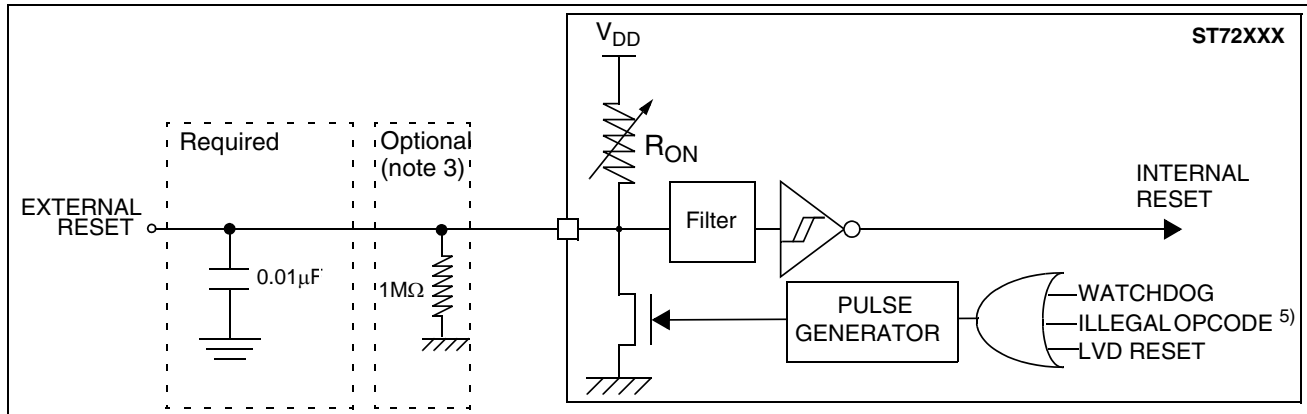 ST72XXX
VDD
RON
Required
Optional
(note 3)
EXTERNAL
RESET
0.01µF
1MΩ
Filter
INTERNAL
RESET
PULSE
GENERATOR
WATCHDOG
ILLEGAL OPCODE 5)
LVD RESET